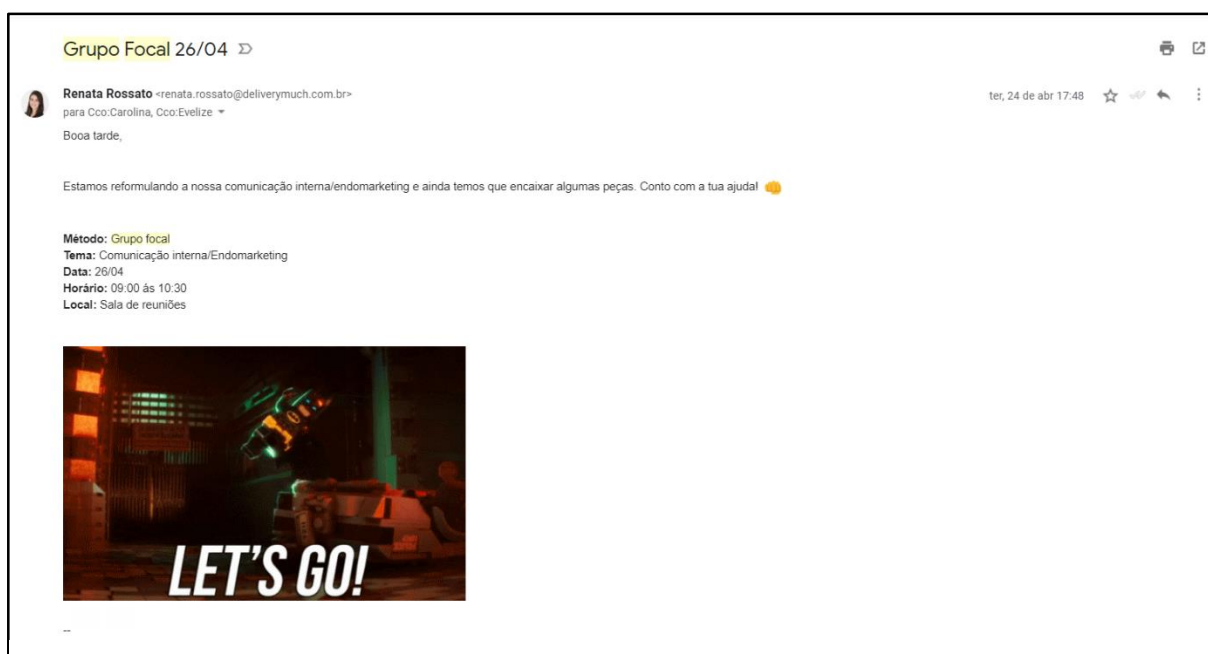 Grupo Focal 26/04
Renata Rossato <renata.rossato@deliverymuch.com.br>
ter, 24 de abr 17:48
para Cco:Carolina, Cco:Evelize
Booa tarde,
Estamos reformulando a nossa comunicação interna/endomarketing e ainda temos que encaixar algumas peças. Conto com a tua ajuda! 👊
Método: Grupo focal
Tema: Comunicação interna/Endomarketing
Data: 26/04
Horário: 09:00 ás 10:30
Local: Sala de reuniões
LET'S GO!
--